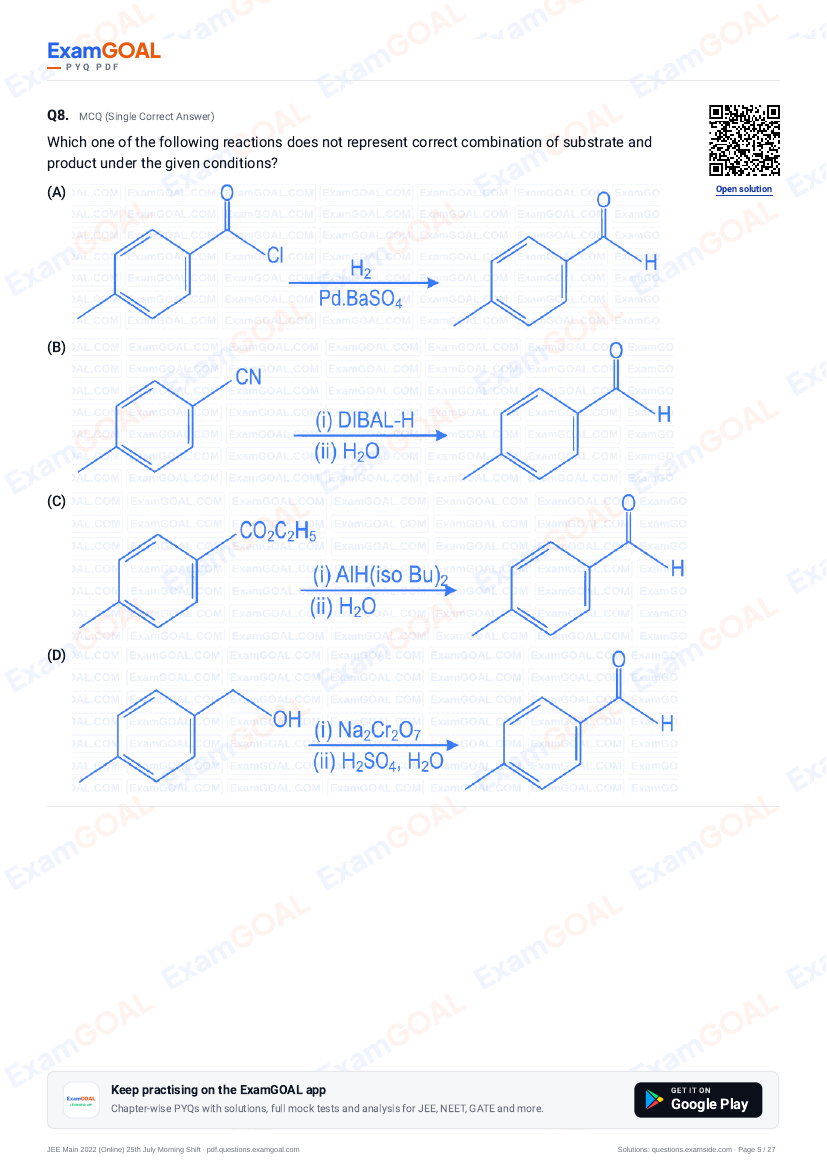 ExamGOAL
PYQ PDF
Q8. MCQ (Single Correct Answer)
Which one of the following reactions does not represent correct combination of substrate and
product under the given conditions?
Open solution
(A)
O
Cl
H₂
Pd.BaSO₄
O
H
(B)
CN
(i) DIBAL-H
(ii) H₂O
O
H
(C)
CO₂C₂H₅
(i) AlH(iso Bu)₂
(ii) H₂O
O
H
(D)
OH
(i) Na₂Cr₂O₇
(ii) H₂SO₄, H₂O
O
H
ExamGOAL
Keep practising on the ExamGOAL app
Chapter-wise PYQs with solutions, full mock tests and analysis for JEE, NEET, GATE and more.
GET IT ON
Google Play
JEE Main 2022 (Online) 25th July Morning Shift · pdf.questions.examgoal.com
Solutions: questions.examside.com · Page 5 / 27